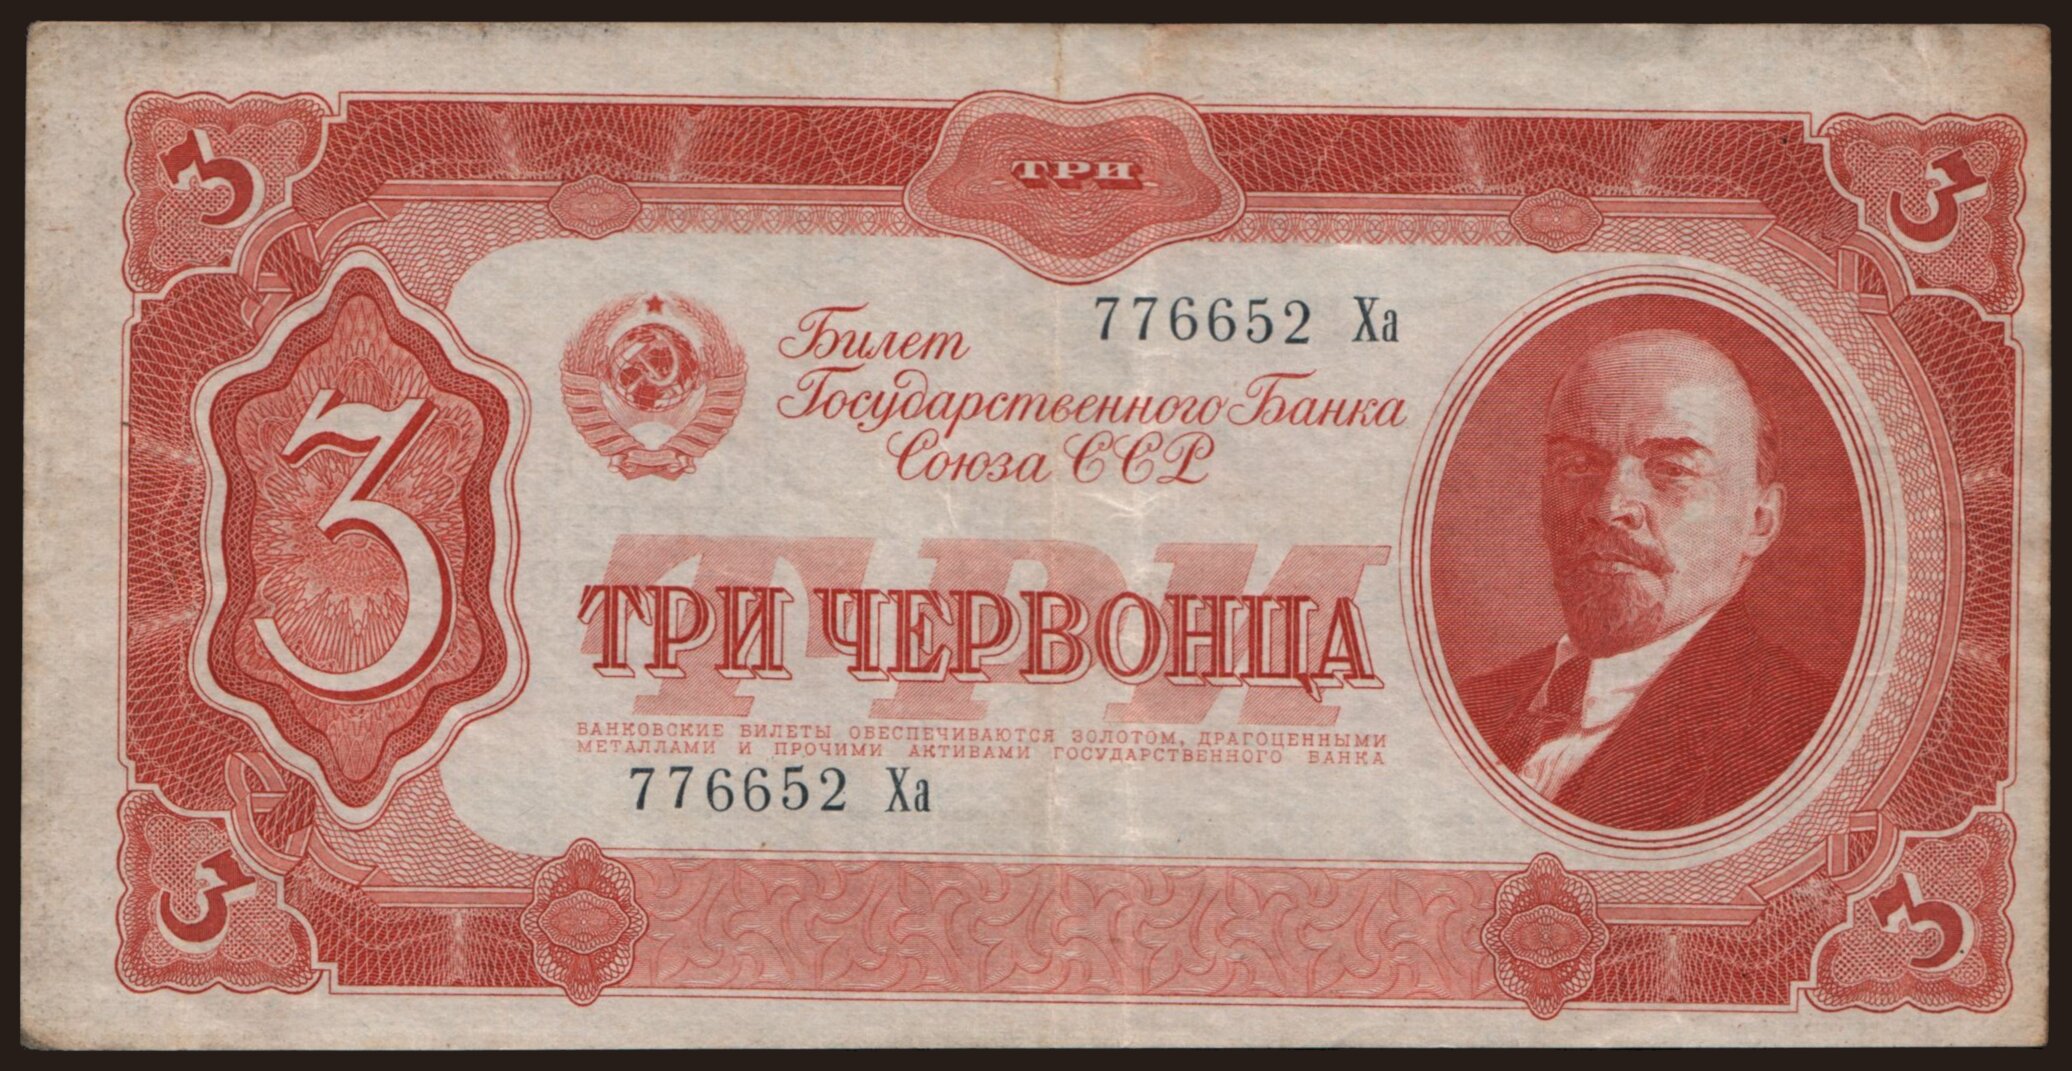 3 ТРИ 3
776652 Ха
Билет
Государственного Банка
Союза ССР
3
ТРИ
ТРИ ЧЕРВОНЦА
БАНКОВСКИЕ БИЛЕТЫ ОБЕСПЕЧИВАЮТСЯ ЗОЛОТОМ, ДРАГОЦЕННЫМИ
МЕТАЛЛАМИ И ПРОЧИМИ АКТИВАМИ ГОСУДАРСТВЕННОГО БАНКА
776652 Ха
3 3